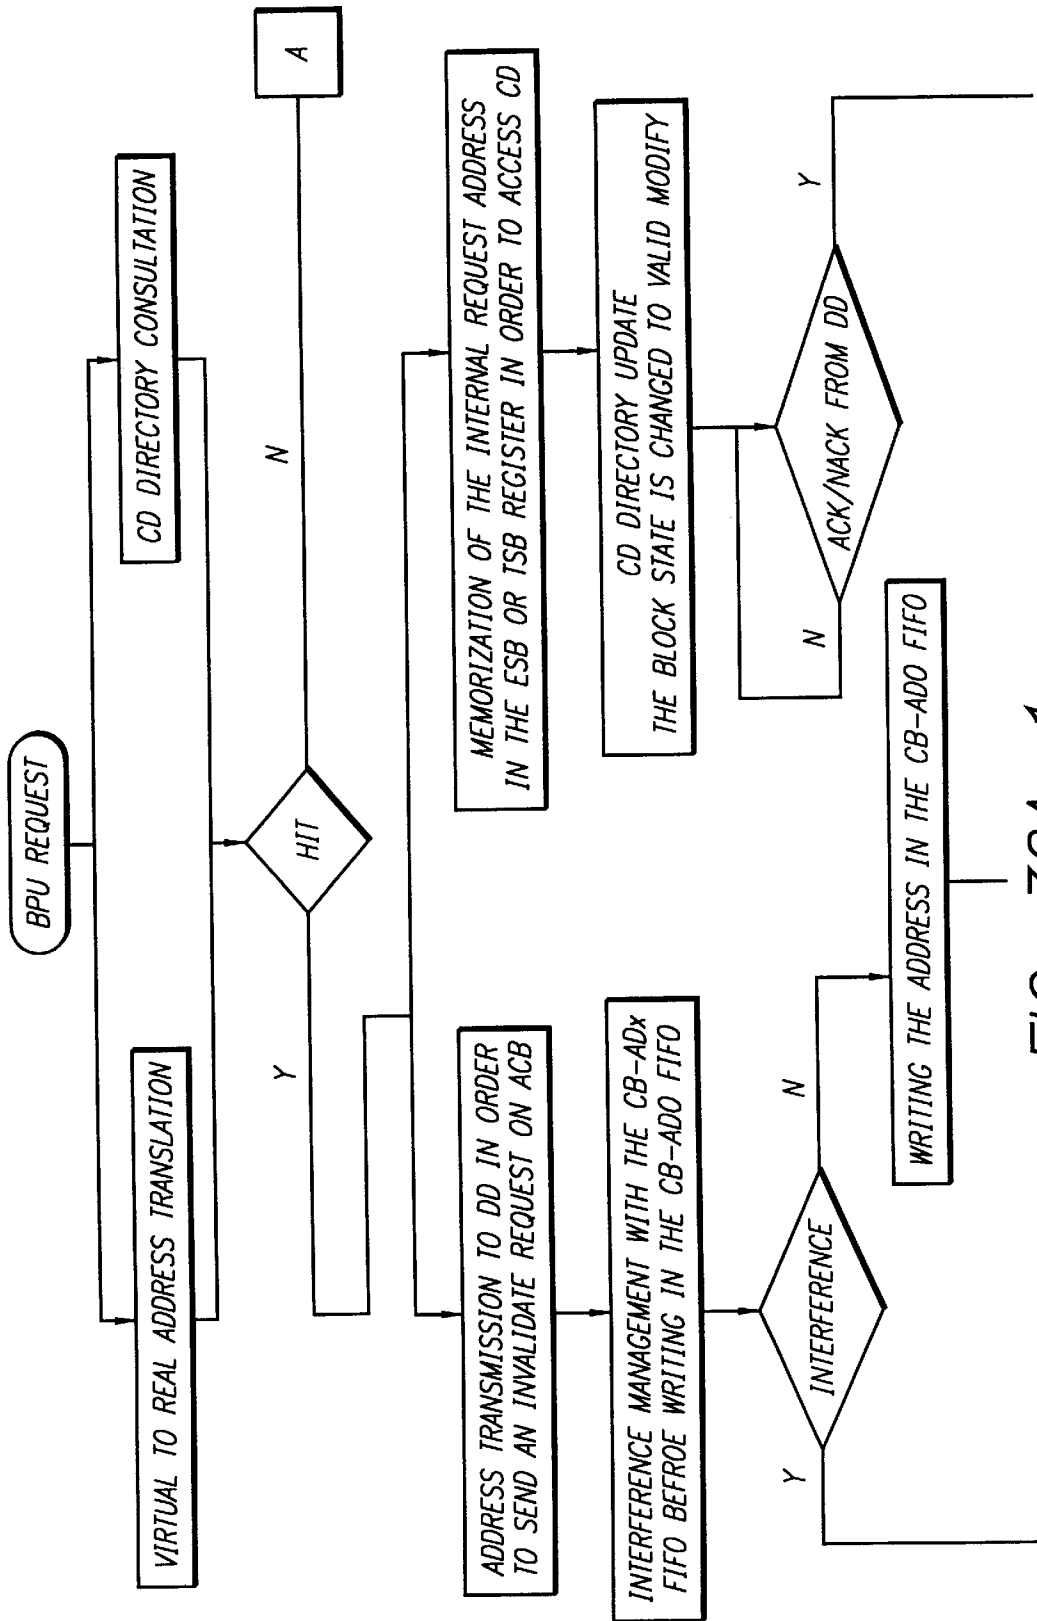 BPU REQUEST
VIRTUAL TO REAL ADDRESS TRANSLATION
CD DIRECTORY CONSULTATION
HIT
Y
N
A
ADDRESS TRANSMISSION TO DD IN ORDER
TO SEND AN INVALIDATE REQUEST ON ACB
MEMORIZATION OF THE INTERNAL REQUEST ADDRESS
IN THE ESB OR TSB REGISTER IN ORDER TO ACCESS CD
INTERFERENCE MANAGEMENT WITH THE CB-ADx
FIFO BEFROE WRITING IN THE CB-ADO FIFO
CD DIRECTORY UPDATE
THE BLOCK STATE IS CHANGED TO VALID MODIFY
INTERFERENCE
Y
N
ACK/NACK FROM DD
N
Y
WRITING THE ADDRESS IN THE CB-ADO FIFO